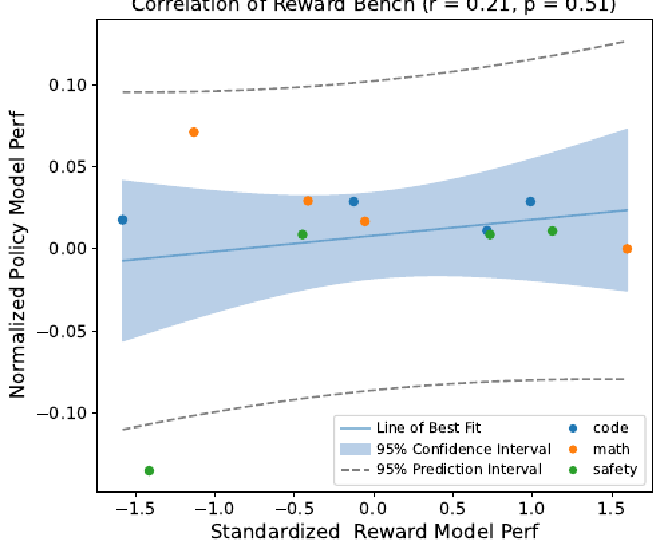 Correlation of Reward Bench (r = 0.21, p = 0.51)
Normalized Policy Model Perf
0.10
0.05
0.00
−0.05
−0.10
Line of Best Fit
95% Confidence Interval
95% Prediction Interval
code
math
safety
−1.5 −1.0 −0.5 0.0 0.5 1.0 1.5
Standardized  Reward Model Perf